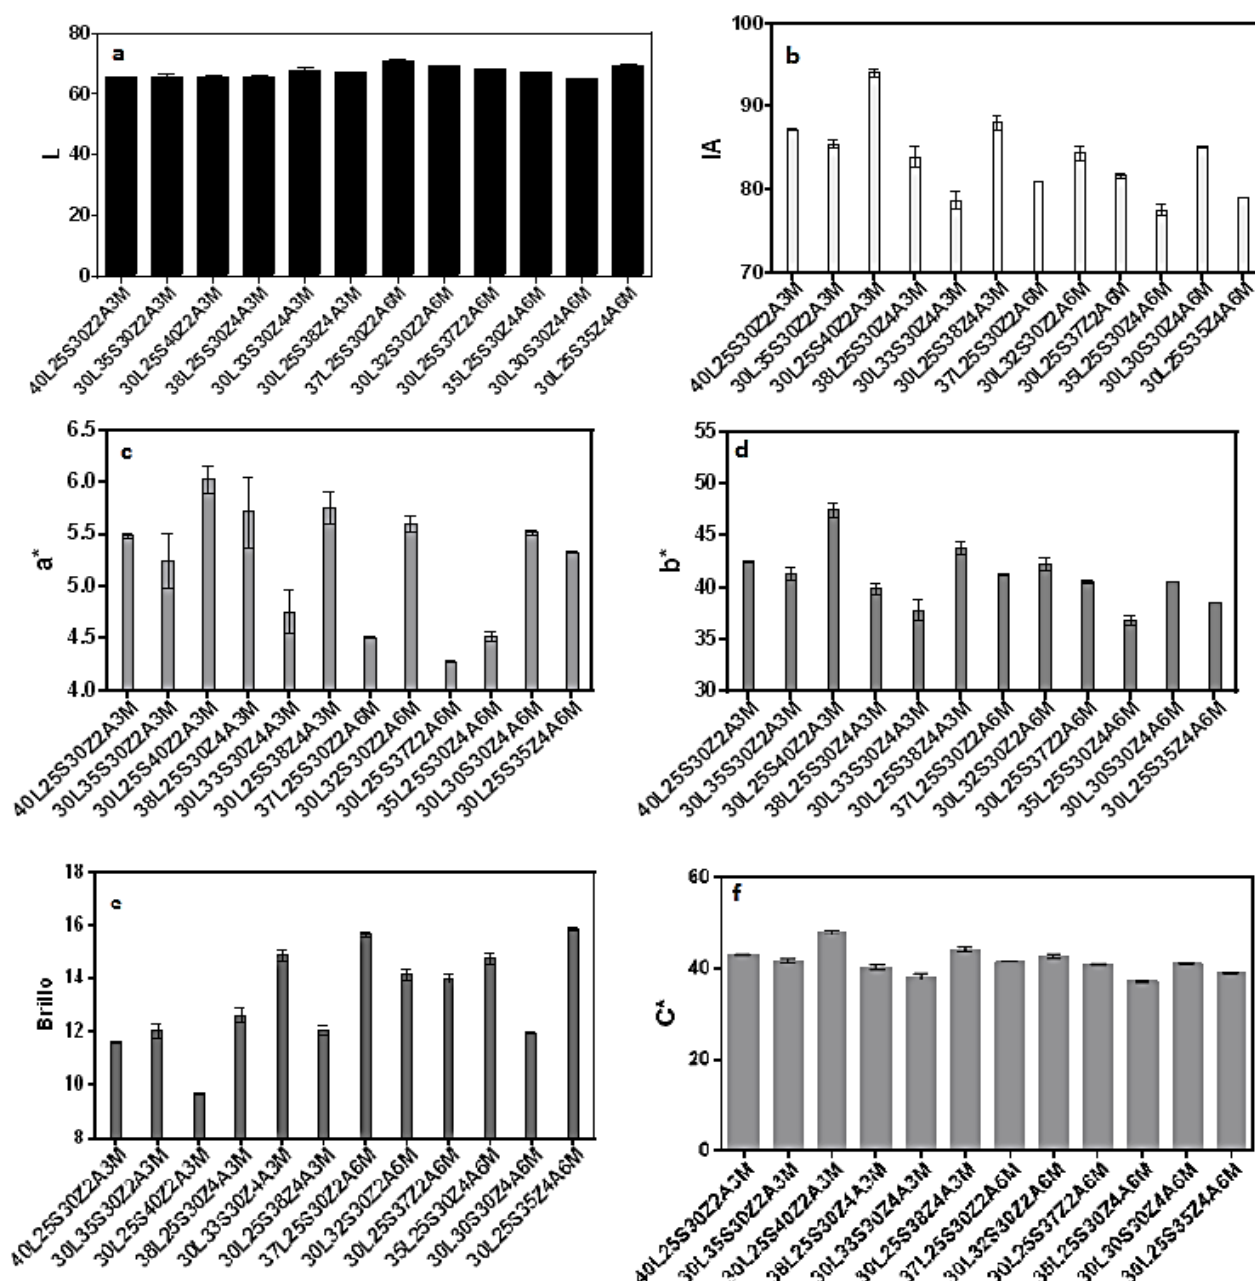 80
60
40
20
0
L
a
40L25S30Z2A3M
30L35S30Z2A3M
30L25S40Z2A3M
38L25S30Z4A3M
30L33S30Z4A3M
30L25S38Z4A3M
37L25S30Z2A6M
30L32S30Z2A6M
30L25S37Z2A6M
35L25S30Z4A6M
30L30S30Z4A6M
30L25S35Z4A6M
100
90
80
70
IA
b
40L25S30Z2A3M
30L35S30Z2A3M
30L25S40Z2A3M
38L25S30Z4A3M
30L33S30Z4A3M
30L25S38Z4A3M
37L25S30Z2A6M
30L32S30Z2A6M
30L25S37Z2A6M
35L25S30Z4A6M
30L30S30Z4A6M
30L25S35Z4A6M
6.5
6.0
5.5
5.0
4.5
4.0
a*
c
40L25S30Z2A3M
30L35S30Z2A3M
30L25S40Z2A3M
38L25S30Z4A3M
30L33S30Z4A3M
30L25S38Z4A3M
37L25S30Z2A6M
30L32S30Z2A6M
30L25S37Z2A6M
35L25S30Z4A6M
30L30S30Z4A6M
30L25S35Z4A6M
55
50
45
40
35
30
b*
d
40L25S30Z2A3M
30L35S30Z2A3M
30L25S40Z2A3M
38L25S30Z4A3M
30L33S30Z4A3M
30L25S38Z4A3M
37L25S30Z2A6M
30L32S30Z2A6M
30L25S37Z2A6M
35L25S30Z4A6M
30L30S30Z4A6M
30L25S35Z4A6M
18
16
14
12
10
8
Brillo
e
40L25S30Z2A3M
30L35S30Z2A3M
30L25S40Z2A3M
38L25S30Z4A3M
30L33S30Z4A3M
30L25S38Z4A3M
37L25S30Z2A6M
30L32S30Z2A6M
30L25S37Z2A6M
35L25S30Z4A6M
30L30S30Z4A6M
30L25S35Z4A6M
60
40
20
0
C*
f
40L25S30Z2A3M
30L35S30Z2A3M
30L25S40Z2A3M
38L25S30Z4A3M
30L33S30Z4A3M
30L25S38Z4A3M
37L25S30Z2A6M
30L32S30Z2A6M
30L25S37Z2A6M
35L25S30Z4A6M
30L30S30Z4A6M
30L25S35Z4A6M